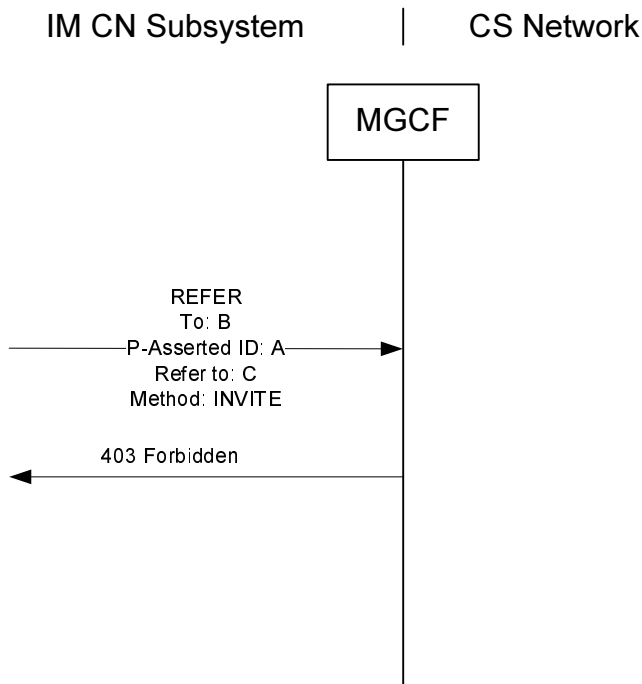 IM CN Subsystem | CS Network
MGCF
REFER
To: B
P-Asserted ID: A
Refer to: C
Method: INVITE
403 Forbidden